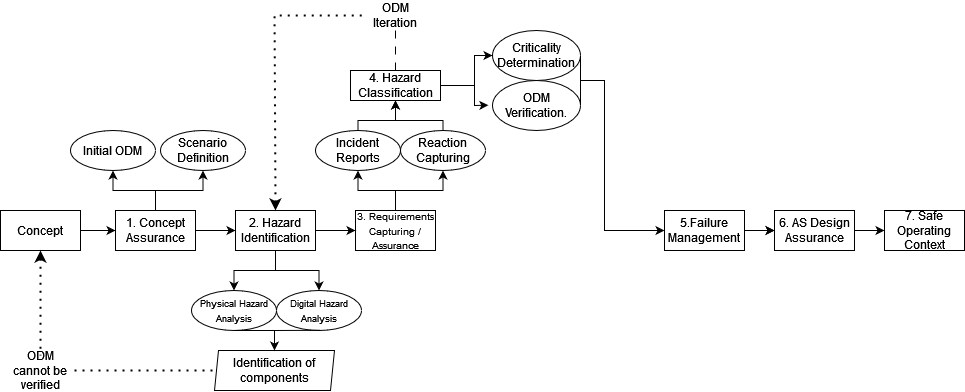 ODM
Iteration
Criticality
Determination
4. Hazard
Classification
ODM
Verification.
Initial ODM
Scenario
Definition
Incident
Reports
Reaction
Capturing
Concept
1. Concept
Assurance
2. Hazard
Identification
3. Requirements
Capturing /
Assurance
5.Failure
Management
6. AS Design
Assurance
7. Safe
Operating
Context
Physical Hazard
Analysis
Digital Hazard
Analysis
ODM
cannot be
verified
Identification of
components